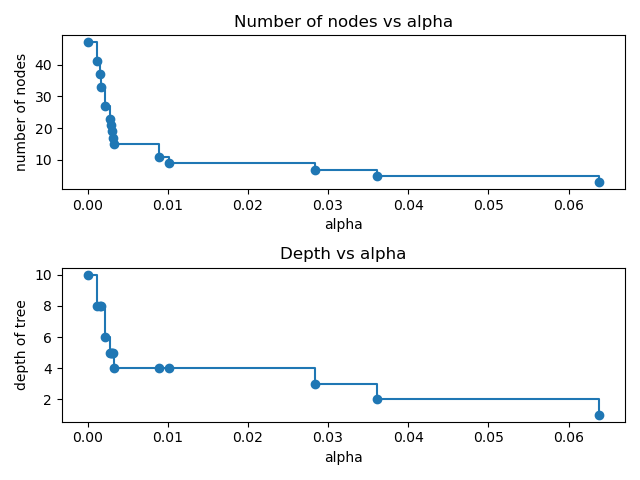 Number of nodes vs alpha
number of nodes
40
30
20
10
0.00 0.01 0.02 0.03 0.04 0.05 0.06
alpha
Depth vs alpha
depth of tree
10
8
6
4
2
0.00 0.01 0.02 0.03 0.04 0.05 0.06
alpha